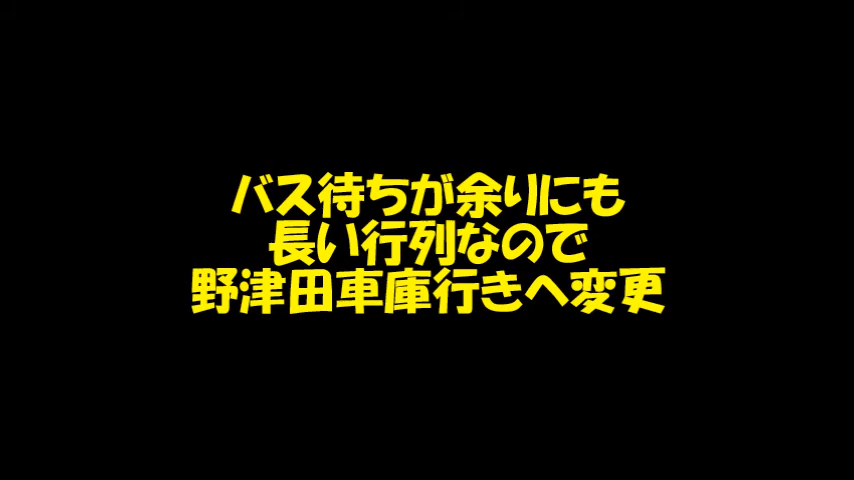 バス待ちが余りにも
長い行列なので
野津田車庫行きへ変更